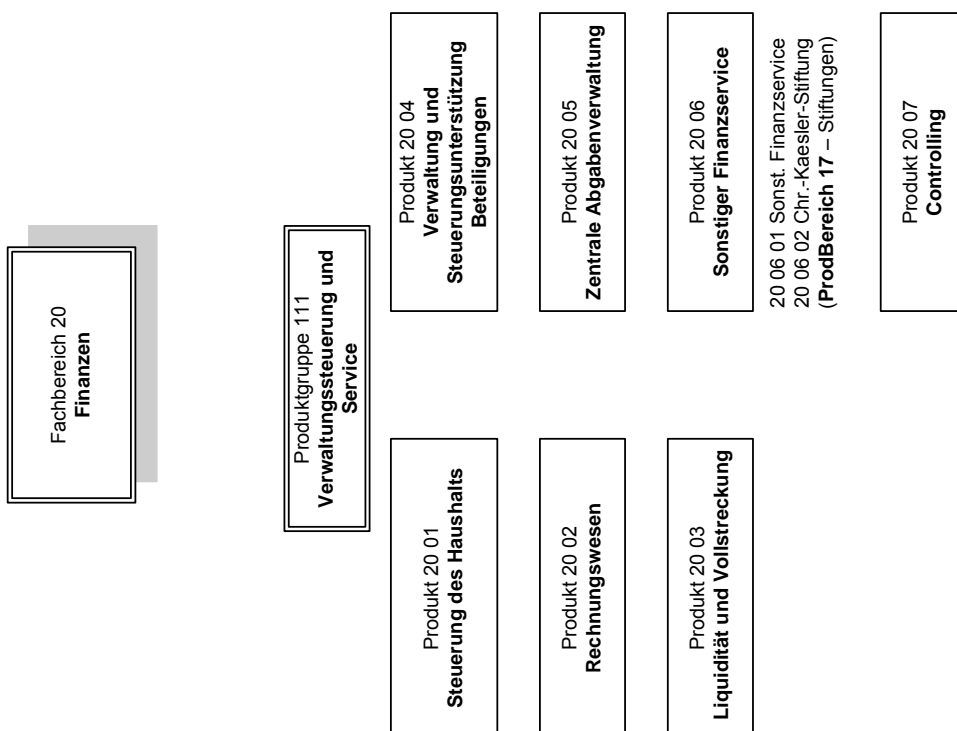 Fachbereich 20
Finanzen
Produktgruppe 111
Verwaltungssteuerung und
Service
Produkt 20 01
Steuerung des Haushalts
Produkt 20 02
Rechnungswesen
Produkt 20 03
Liquidität und Vollstreckung
Produkt 20 04
Verwaltung und
Steuerungsunterstützung
Beteiligungen
Produkt 20 05
Zentrale Abgabenverwaltung
Produkt 20 06
Sonstiger Finanzservice
20 06 01 Sonst. Finanzservice
20 06 02 Chr.-Kaesler-Stiftung
(ProdBereich 17 – Stiftungen)
Produkt 20 07
Controlling